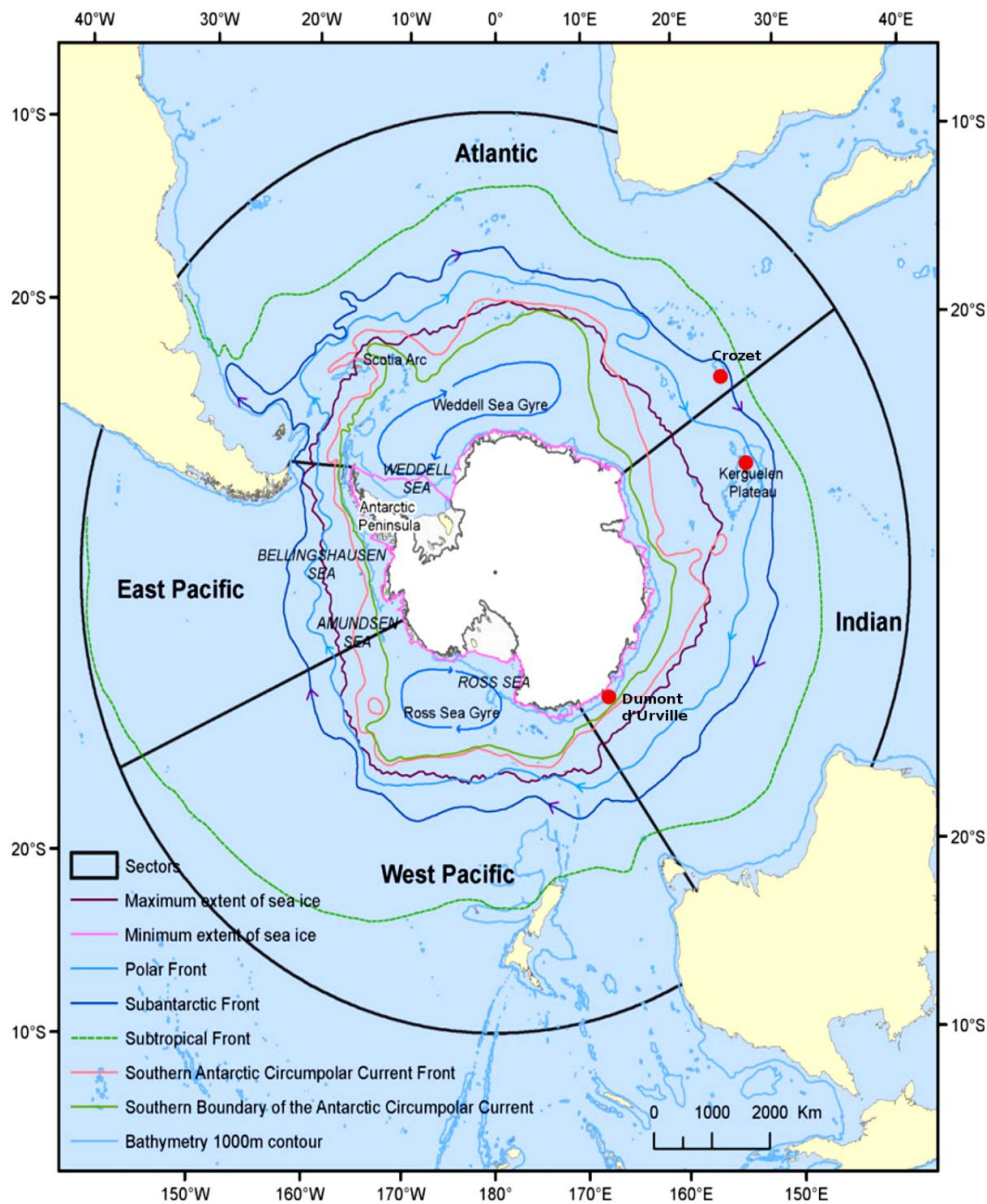 40°W 30°W 20°W 10°W 0° 10°E 20°E 30°E 40°E
10°S 10°S
Atlantic
20°S 20°S
Crozet
Scotia Arc
Weddell Sea Gyre
WEDDELL
SEA
Kerguelen
Plateau
Antarctic
Peninsula
BELLINGSHAUSEN
SEA
East Pacific
Indian
AMUNDSEN
SEA
ROSS SEA
Ross Sea Gyre
Dumont
d'Urville
20°S 20°S
West Pacific
Sectors
Maximum extent of sea ice
Minimum extent of sea ice
Polar Front
Subantarctic Front
10°S 10°S
Subtropical Front
Southern Antarctic Circumpolar Current Front
Southern Boundary of the Antarctic Circumpolar Current
Bathymetry 1000m contour
0 1000 2000 Km
150°W 160°W 170°W 180° 170°E 160°E 150°E